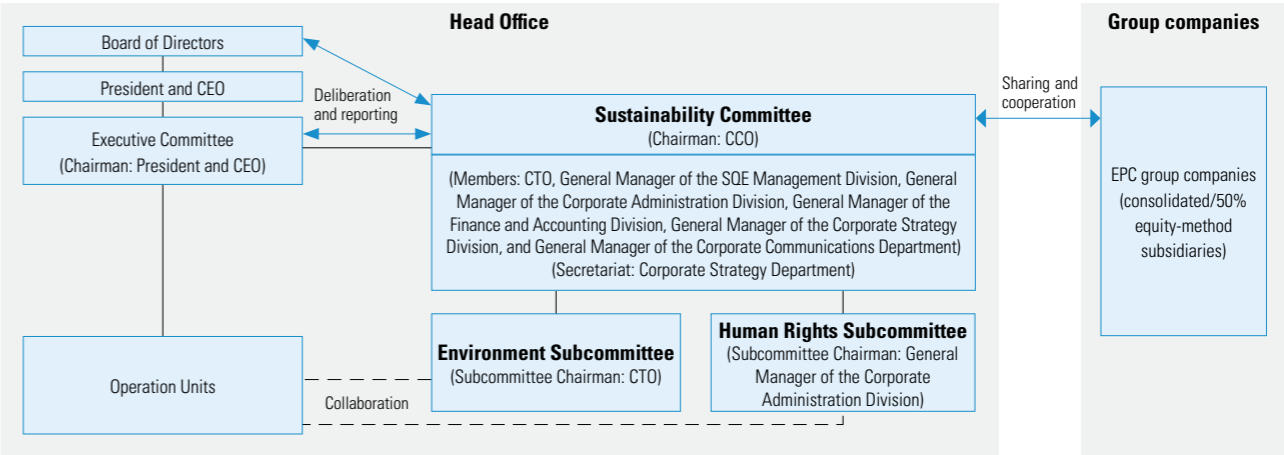 Head Office
Group companies
Board of Directors
President and CEO
Executive Committee
(Chairman: President and CEO)
Deliberation
and reporting
Sustainability Committee
(Chairman: CCO)
(Members: CTO, General Manager of the SQE Management Division, General
Manager of the Corporate Administration Division, General Manager of the
Finance and Accounting Division, General Manager of the Corporate Strategy
Division, and General Manager of the Corporate Communications Department)
(Secretariat: Corporate Strategy Department)
Sharing and
cooperation
EPC group companies
(consolidated/50%
equity-method
subsidiaries)
Environment Subcommittee
(Subcommittee Chairman: CTO)
Human Rights Subcommittee
(Subcommittee Chairman: General
Manager of the Corporate
Administration Division)
Operation Units
Collaboration